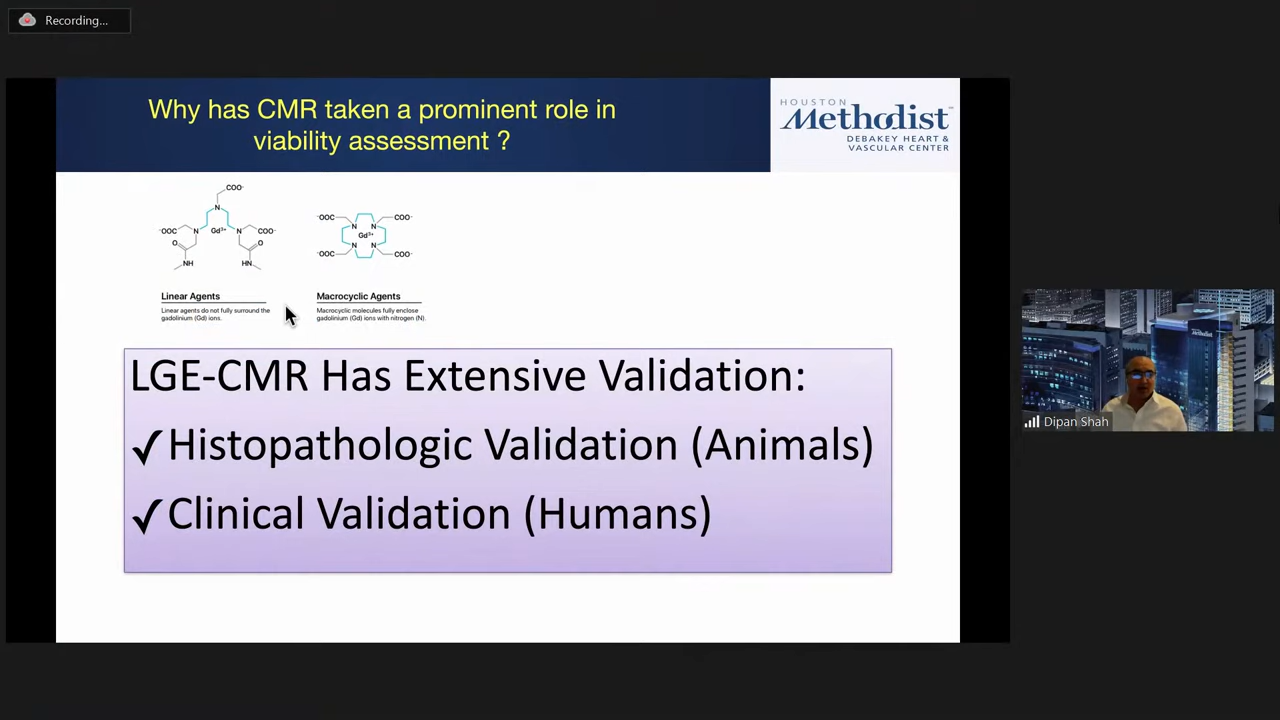 Recording...
Why has CMR taken a prominent role in
viability assessment ?
HOUSTON
Methodist
DEBAKEY HEART &
VASCULAR CENTER
COO-
N
-OOC
N
Gd³⁺
N
COO-
O
O
NH
HN
-OOC
COO-
N
N
Gd³⁺
N
N
-OOC
COO-
Linear Agents
Linear agents do not fully surround the
gadolinium (Gd) ions.
Macrocyclic Agents
Macrocyclic molecules fully enclose
gadolinium (Gd) ions with nitrogen (N).
LGE-CMR Has Extensive Validation:
✓Histopathologic Validation (Animals)
✓Clinical Validation (Humans)
Methodist
Dipan Shah